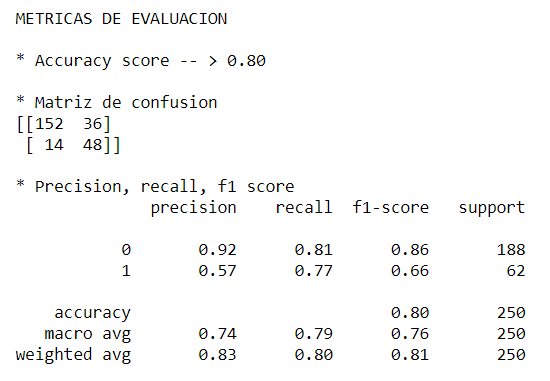 METRICAS DE EVALUACION
* Accuracy score -- > 0.80
* Matriz de confusion
[[152 36]
[ 14 48]]
* Precision, recall, f1 score
precision recall f1-score support
0 0.92 0.81 0.86 188
1 0.57 0.77 0.66 62
accuracy 0.80 250
macro avg 0.74 0.79 0.76 250
weighted avg 0.83 0.80 0.81 250